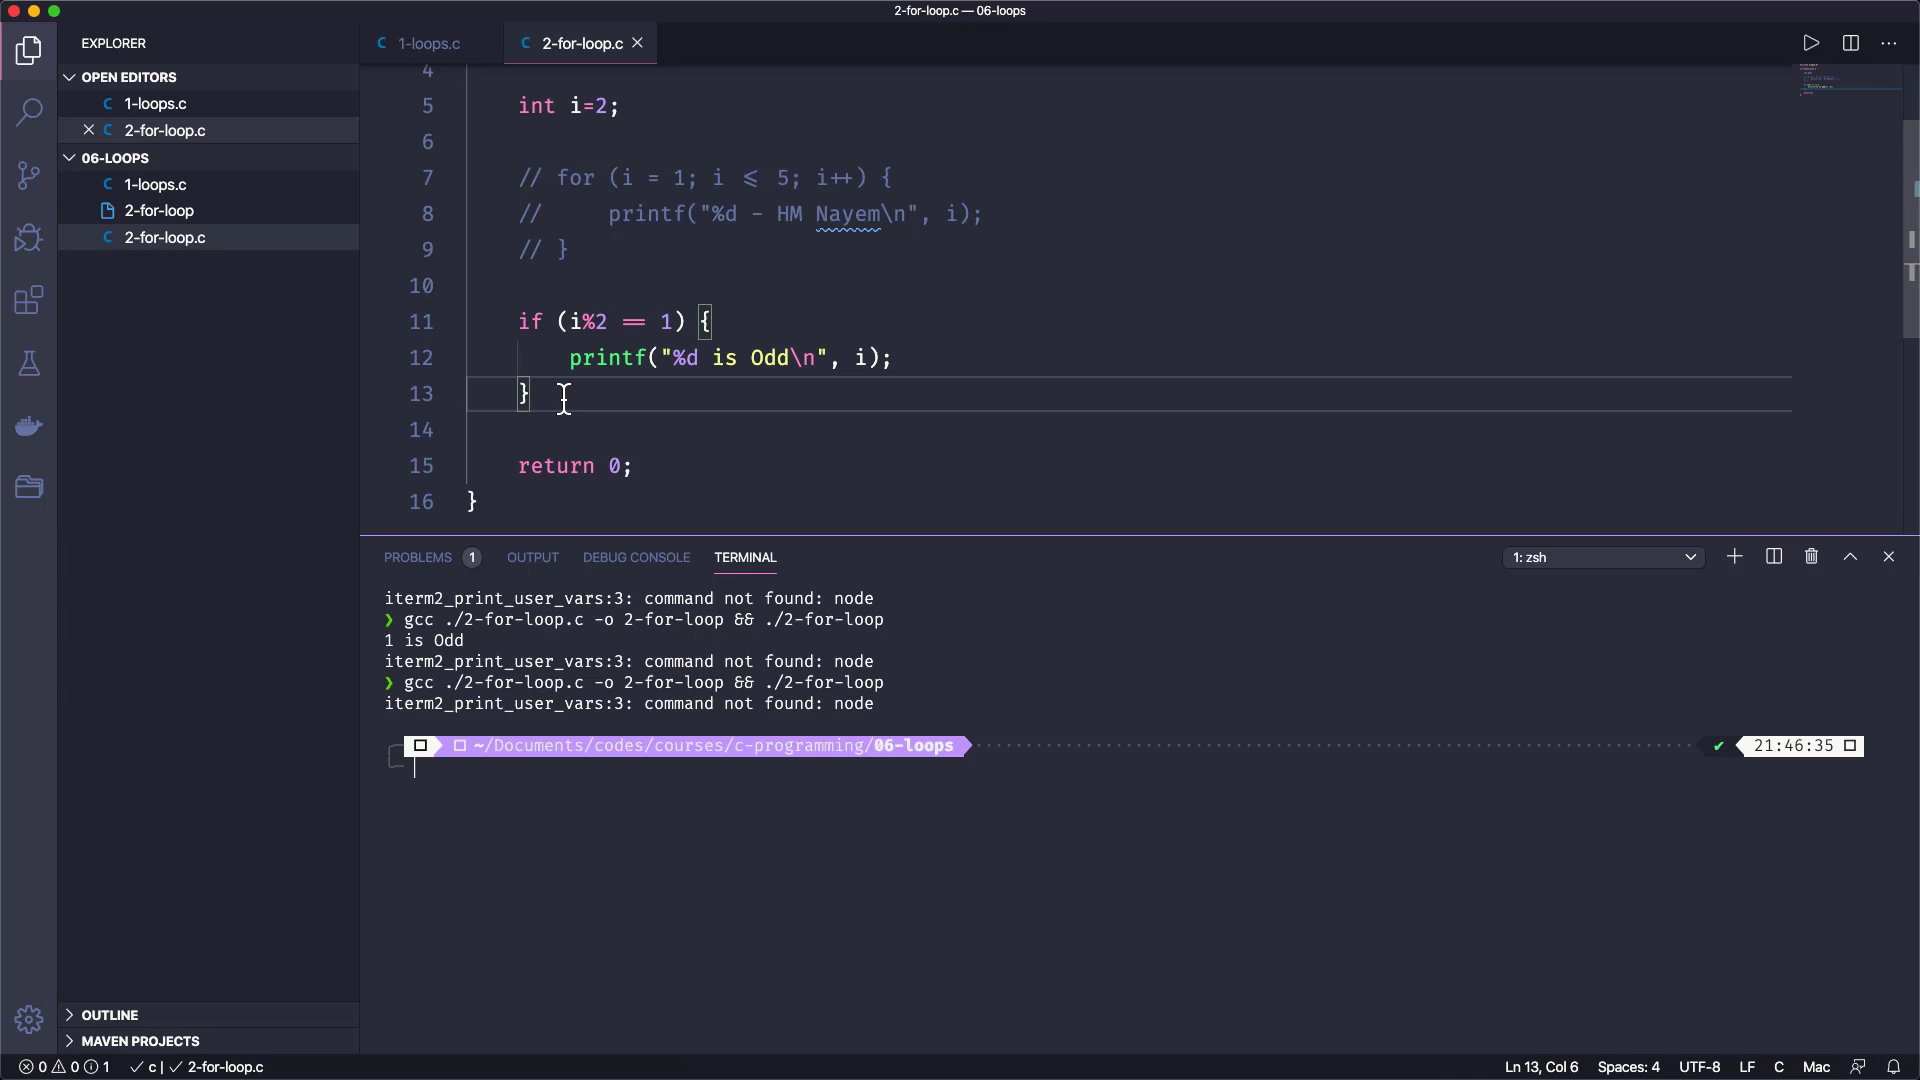 2-for-loop.c — 06-loops
EXPLORER
C 1-loops.c
C 2-for-loop.c
OPEN EDITORS
C 1-loops.c
C 2-for-loop.c
06-LOOPS
C 1-loops.c
2-for-loop
C 2-for-loop.c
OUTLINE
MAVEN PROJECTS
4
5 int i=2;
6
7 // for (i = 1; i <= 5; i++) {
8 // printf("%d - HM Nayem\n", i);
9 // }
10
11 if (i%2 == 1) {
12 printf("%d is Odd\n", i);
13 }
14
15 return 0;
16 }
PROBLEMS 1 OUTPUT DEBUG CONSOLE TERMINAL 1: zsh
iterm2_print_user_vars:3: command not found: node
❯ gcc ./2-for-loop.c -o 2-for-loop && ./2-for-loop
1 is Odd
iterm2_print_user_vars:3: command not found: node
❯ gcc ./2-for-loop.c -o 2-for-loop && ./2-for-loop
iterm2_print_user_vars:3: command not found: node
~/Documents/codes/courses/c-programming/06-loops ✔ 21:46:35
0 0 1 ✓ c | ✓ 2-for-loop.c Ln 13, Col 6 Spaces: 4 UTF-8 LF C Mac